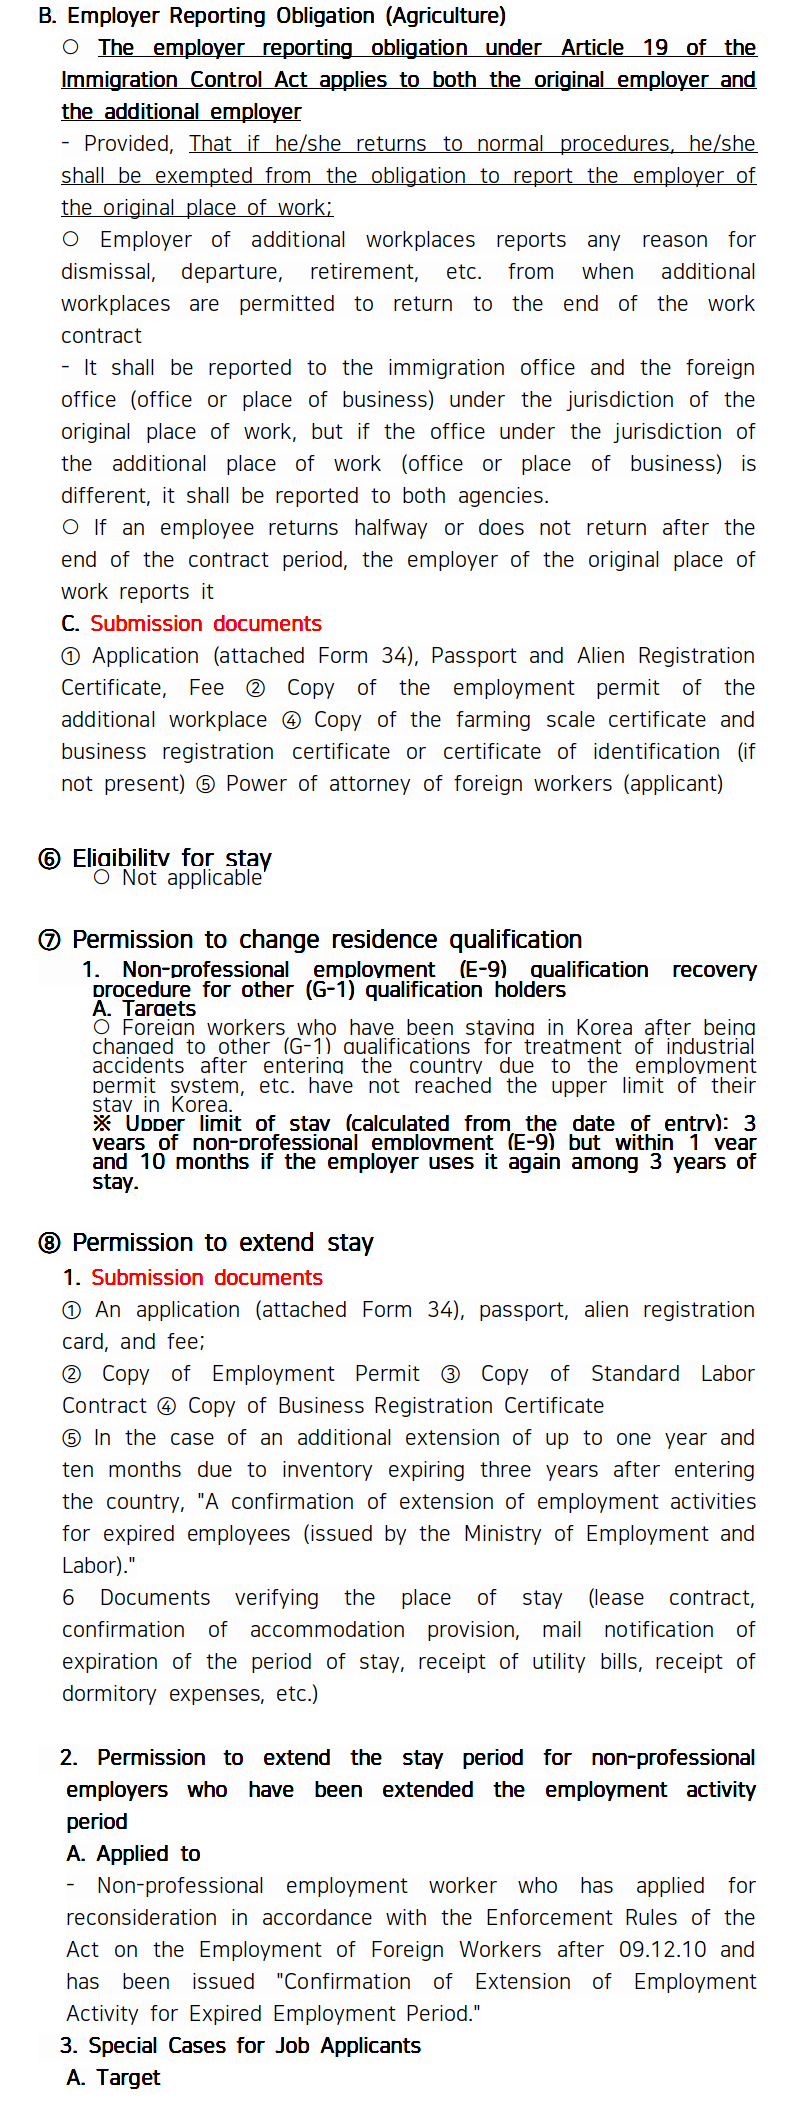 B. Employer Reporting Obligation (Agriculture)
○ The employer reporting obligation under Article 19 of the
Immigration Control Act applies to both the original employer and
the additional employer
- Provided, That if he/she returns to normal procedures, he/she
shall be exempted from the obligation to report the employer of
the original place of work;
○ Employer of additional workplaces reports any reason for
dismissal, departure, retirement, etc. from when additional
workplaces are permitted to return to the end of the work
contract
- It shall be reported to the immigration office and the foreign
office (office or place of business) under the jurisdiction of the
original place of work, but if the office under the jurisdiction of
the additional place of work (office or place of business) is
different, it shall be reported to both agencies.
○ If an employee returns halfway or does not return after the
end of the contract period, the employer of the original place of
work reports it
C. Submission documents
① Application (attached Form 34), Passport and Alien Registration
Certificate, Fee ② Copy of the employment permit of the
additional workplace ④ Copy of the farming scale certificate and
business registration certificate or certificate of identification (if
not present) ⑤ Power of attorney of foreign workers (applicant)
⑥ Eligibility for stay
○ Not applicable
⑦ Permission to change residence qualification
1. Non-professional employment (E-9) qualification recovery
procedure for other (G-1) qualification holders
A. Targets
○ Foreign workers who have been staying in Korea after being
changed to other (G-1) qualifications for treatment of industrial
accidents after entering the country due to the employment
permit system, etc. have not reached the upper limit of their
stay in Korea.
※ Upper limit of stay (calculated from the date of entry): 3
years of non-professional employment (E-9) but within 1 year
and 10 months if the employer uses it again among 3 years of
stay.
⑧ Permission to extend stay
1. Submission documents
① An application (attached Form 34), passport, alien registration
card, and fee;
② Copy of Employment Permit ③ Copy of Standard Labor
Contract ④ Copy of Business Registration Certificate
⑤ In the case of an additional extension of up to one year and
ten months due to inventory expiring three years after entering
the country, "A confirmation of extension of employment activities
for expired employees (issued by the Ministry of Employment and
Labor)."
6 Documents verifying the place of stay (lease contract,
confirmation of accommodation provision, mail notification of
expiration of the period of stay, receipt of utility bills, receipt of
dormitory expenses, etc.)
2. Permission to extend the stay period for non-professional
employers who have been extended the employment activity
period
A. Applied to
- Non-professional employment worker who has applied for
reconsideration in accordance with the Enforcement Rules of the
Act on the Employment of Foreign Workers after 09.12.10 and
has been issued "Confirmation of Extension of Employment
Activity for Expired Employment Period."
3. Special Cases for Job Applicants
A. Target